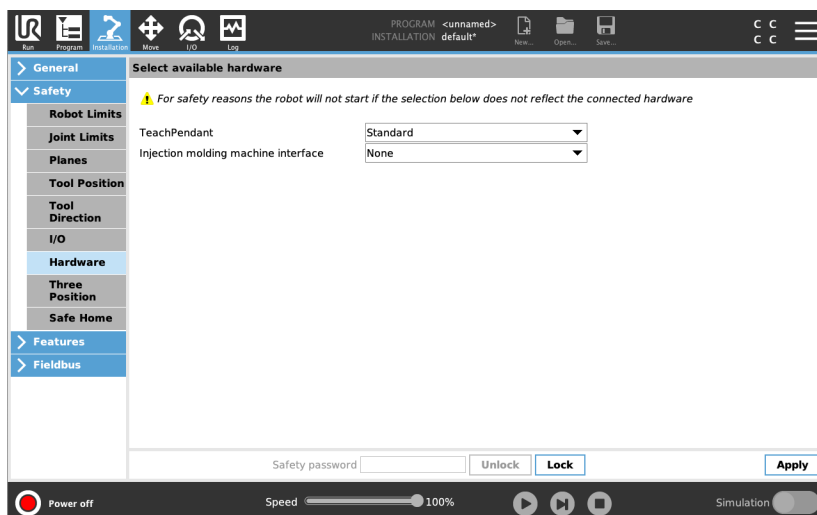 UR
PROGRAM <unnamed>
INSTALLATION default*
Run Program Installation Move I/O Log New... Open... Save...
C C
C C
General
Safety
Robot Limits
Joint Limits
Planes
Tool Position
Tool
Direction
I/O
Hardware
Three
Position
Safe Home
Features
Fieldbus
Select available hardware
For safety reasons the robot will not start if the selection below does not reflect the connected hardware
TeachPendant Standard
Injection molding machine interface None
Safety password Unlock Lock Apply
Power off Speed 100% Simulation